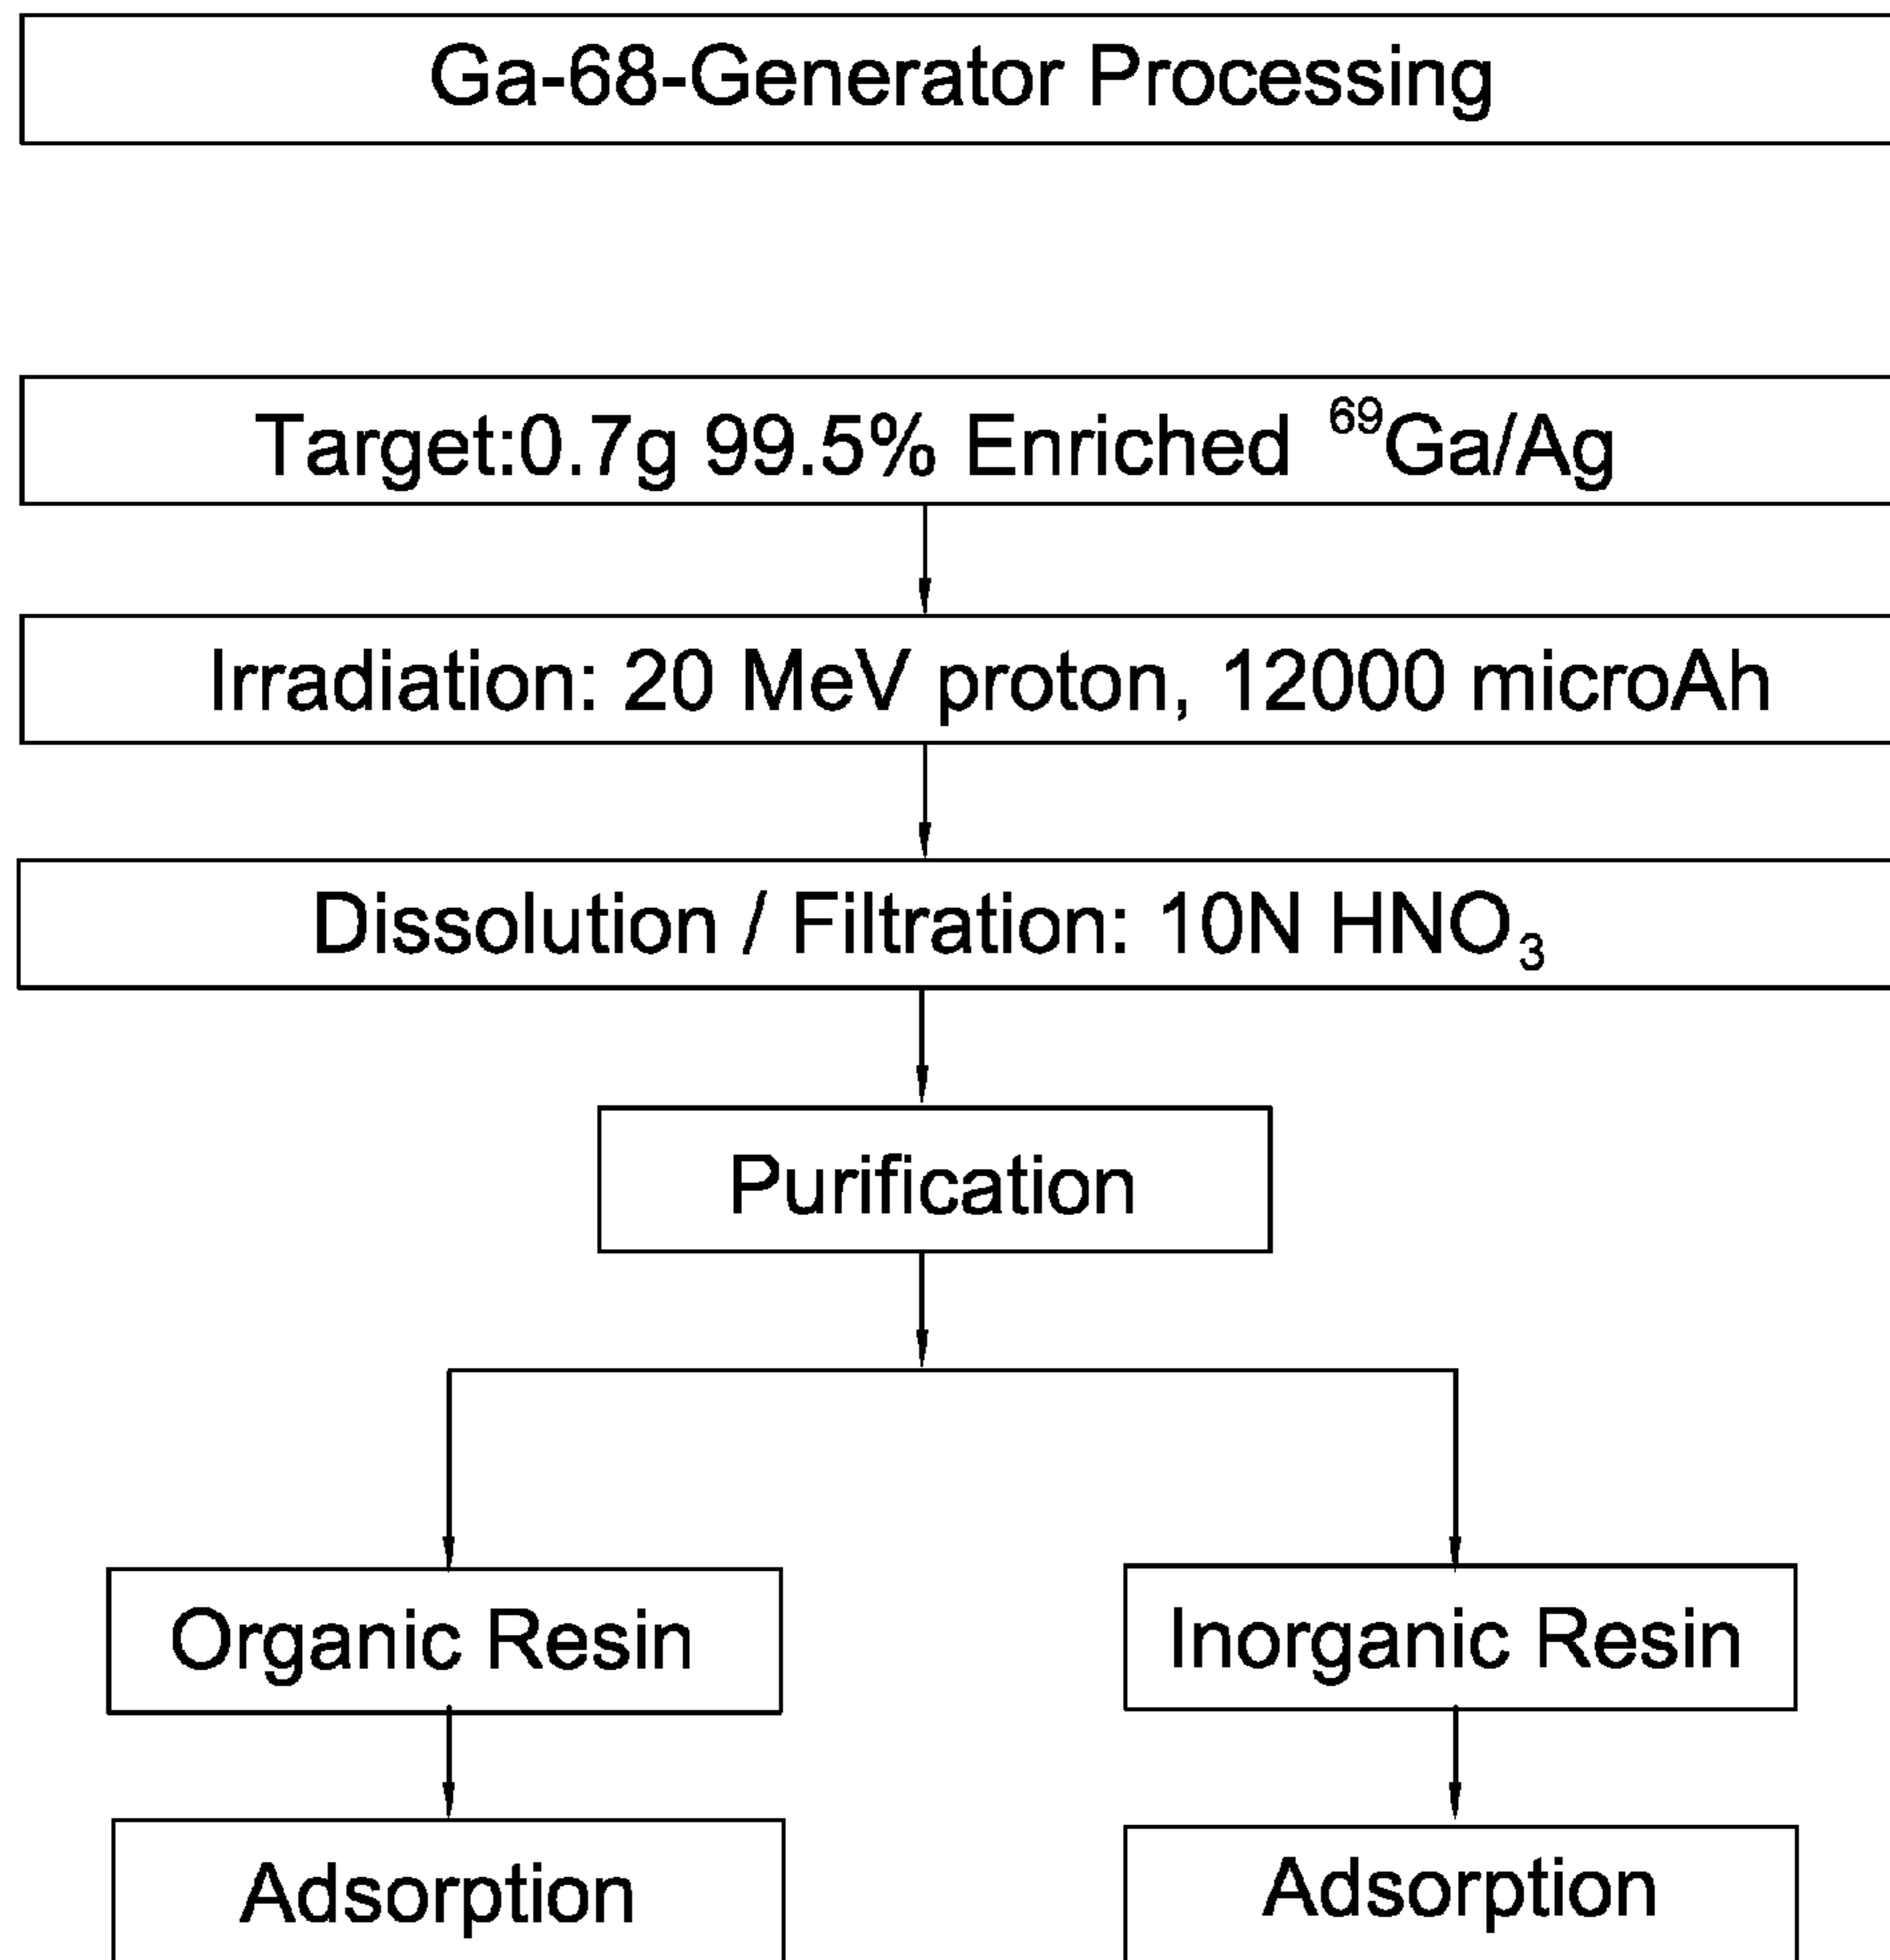 Ga-68-Generator Processing
Target:0.7g 99.5% Enriched ⁶⁹Ga/Ag
Irradiation: 20 MeV proton, 12000 microAh
Dissolution / Filtration: 10N HNO₃
Purification
Organic Resin
Inorganic Resin
Adsorption
Adsorption